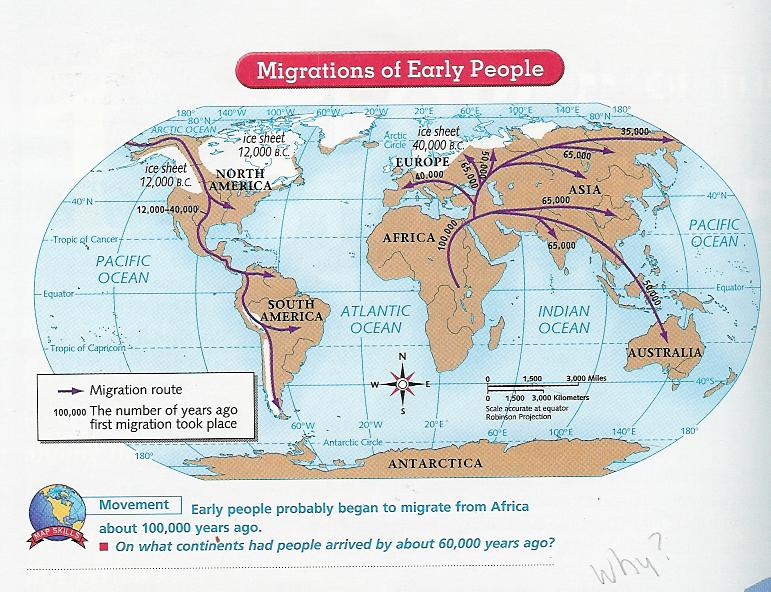 Migrations of Early People
180° 140°W 100°W 60°W 20°W 20°E 60°E 100°E 140°E 180°
80°N 80°N
ARCTIC OCEAN
ice sheet
12,000 B.C.
Arctic
Circle
ice sheet
40,000 B.C.
ice sheet
12,000 B.C.
NORTH
AMERICA
EUROPE
40,000
65,000
50,000
65,000
35,000
ASIA
40°N
40°N
12,000-40,000
65,000
65,000
Tropic of Cancer
AFRICA
100,000
PACIFIC
OCEAN
PACIFIC
OCEAN
Equator
Equator
SOUTH
AMERICA
ATLANTIC
OCEAN
INDIAN
OCEAN
50,000
Tropic of Capricorn
AUSTRALIA
40°S
N
W E
S
0 1,500 3,000 Miles
0 1,500 3,000 Kilometers
Scale accurate at equator
Robinson Projection
Migration route
100,000 The number of years ago
first migration took place
60°W 20°W 20°E 60°E 100°E 140°E 180°
Antarctic Circle
180°
ANTARCTICA
MAP SKILLS
Movement Early people probably began to migrate from Africa
about 100,000 years ago.
■ On what continents had people arrived by about 60,000 years ago?
Why?